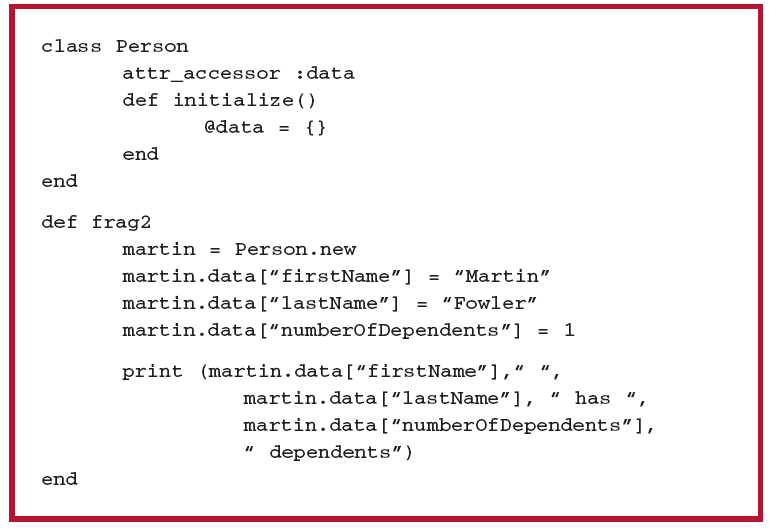 class Person
attr_accessor :data
def initialize()
@data = {}
end
end
def frag2
martin = Person.new
martin.data[“firstName”] = “Martin”
martin.data[“lastName”] = “Fowler”
martin.data[“numberOfDependents”] = 1
print (martin.data[“firstName”],“ “,
martin.data[“lastName”], “ has “,
martin.data[“numberOfDependents”],
“ dependents”)
end